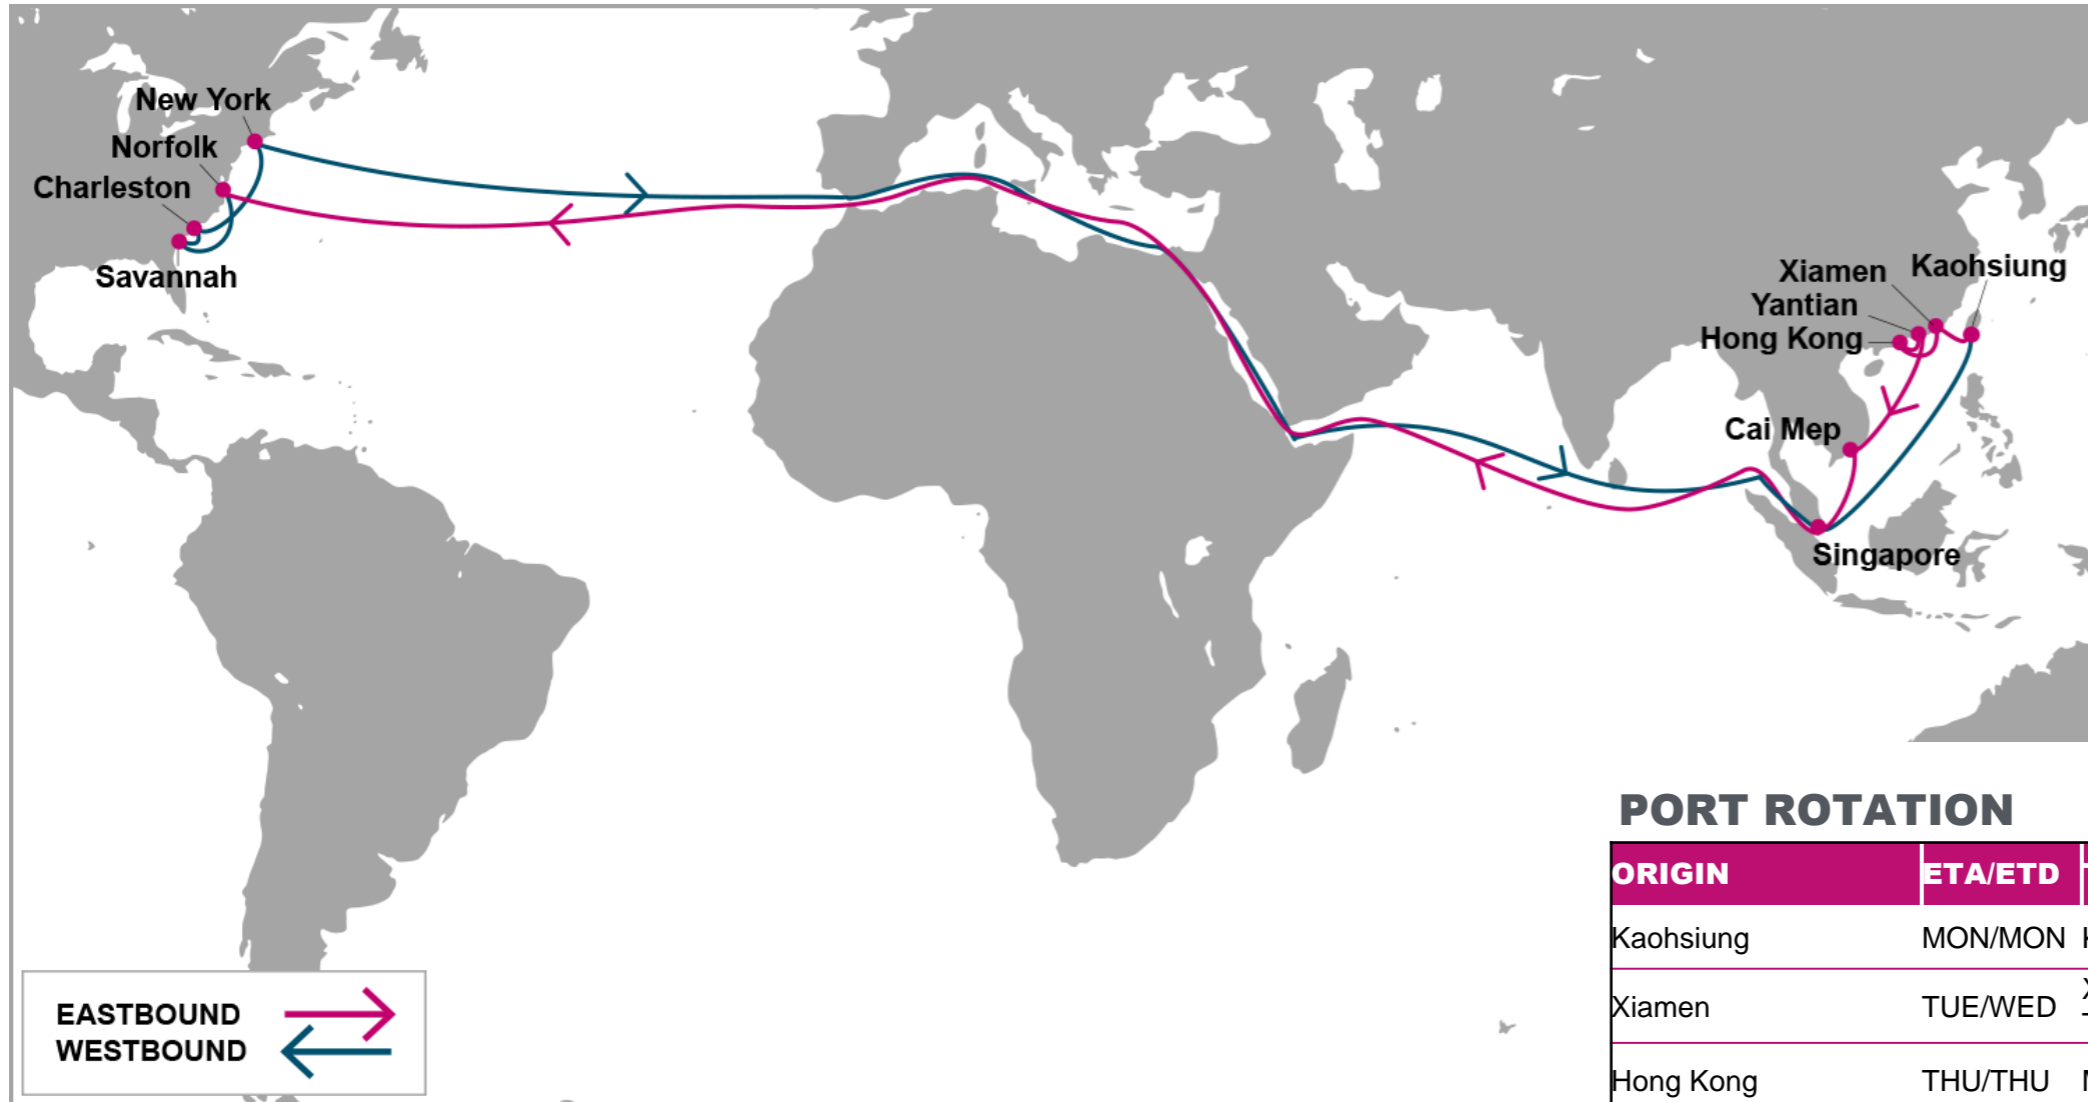 New York
Norfolk
Charleston
Savannah
Xiamen
Kaohsiung
Yantian
Hong Kong
Cai Mep
Singapore
EASTBOUND
WESTBOUND
PORT ROTATION
ORIGIN ETA/ETD
Kaohsiung MON/MON
Xiamen TUE/WED
Hong Kong THU/THU